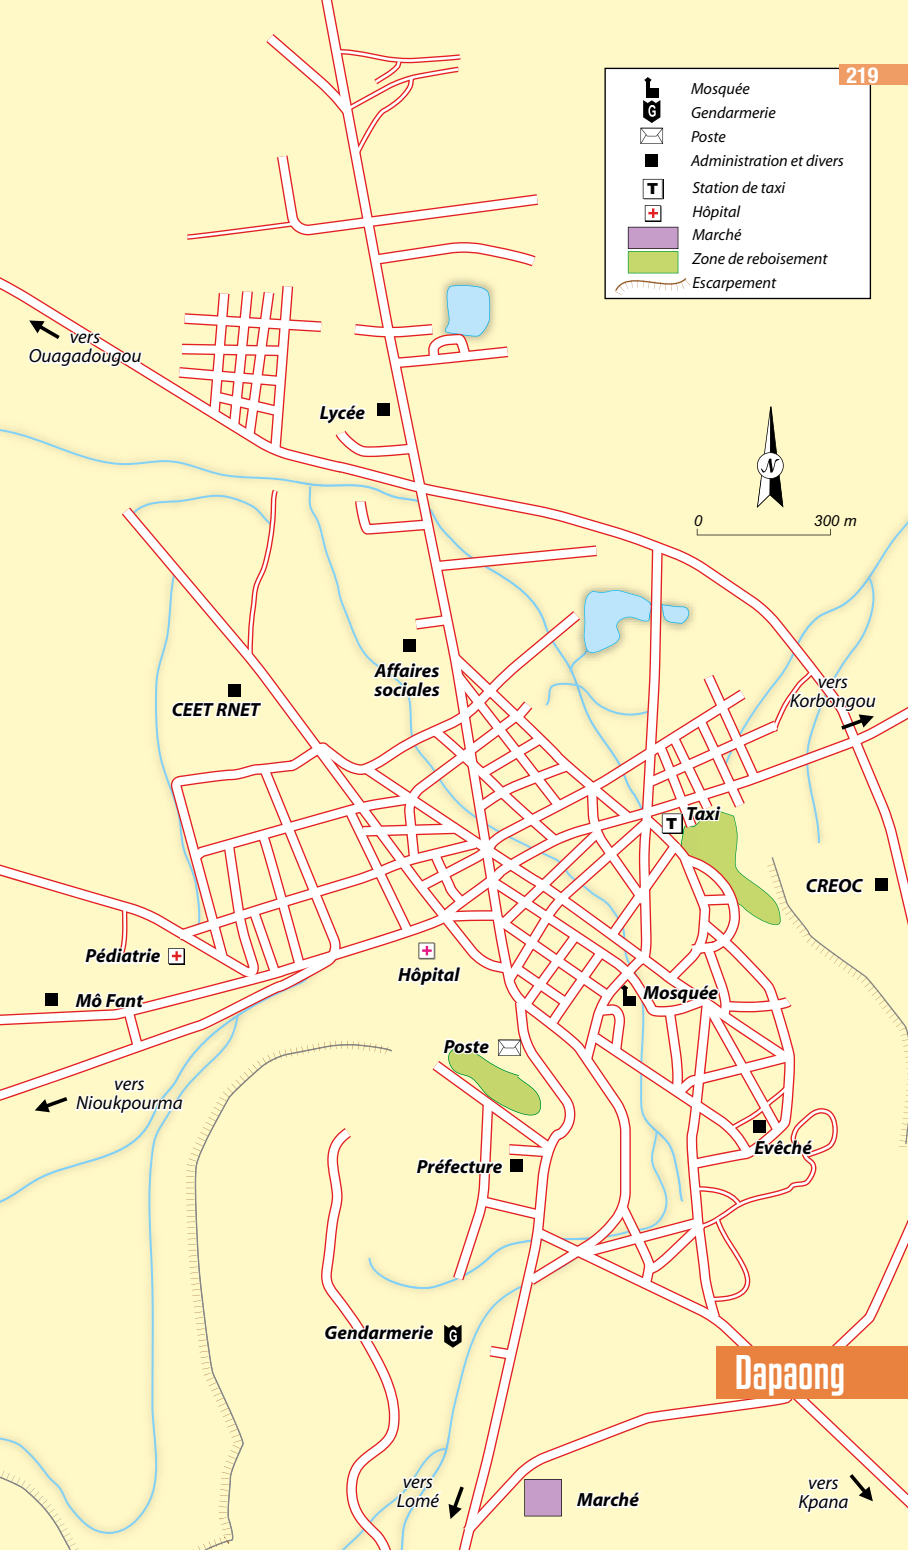 219
Mosquée
G
Gendarmerie
Poste
Administration et divers
T
Station de taxi
Hôpital
Marché
Zone de reboisement
Escarpement
vers
Ouagadougou
Lycée
N
0 300 m
Affaires
sociales
CEET RNET
vers
Korbongou
T Taxi
CREOC
Pédiatrie
Hôpital
Mô Fant
Mosquée
Poste
vers
Nioukpourma
Evêché
Préfecture
Gendarmerie
G
Dapaong
vers
Lomé
Marché
vers
Kpana